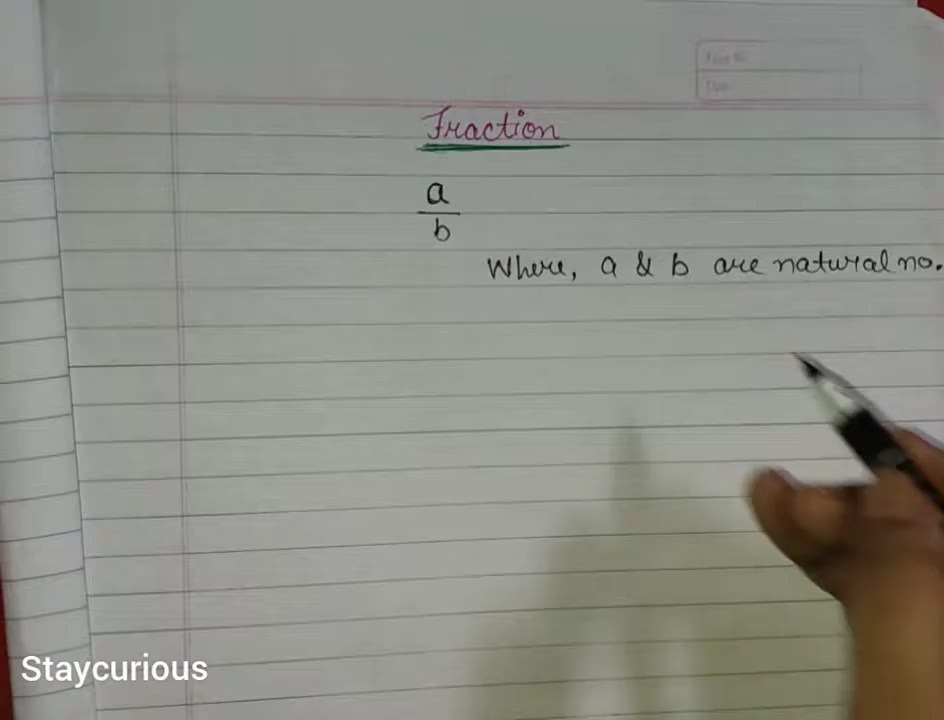 Fraction
a
b
Where, a & b are natural no.
Staycurious